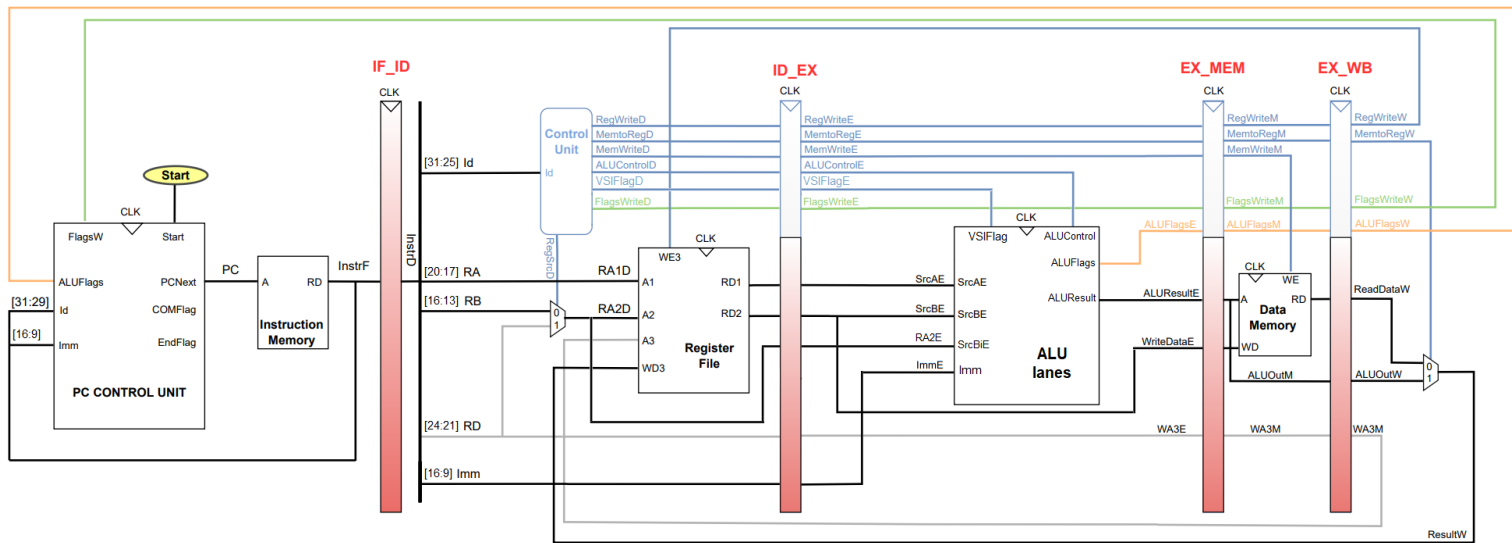 IF_ID
ID_EX
EX_MEM
EX_WB
CLK
CLK
CLK
CLK
Control
Unit
Id
RegWriteD
MemtoRegD
MemWriteD
ALUControlD
VSIFlagD
FlagsWriteD
RegWriteE
MemtoRegE
MemWriteE
ALUControlE
VSIFlagE
FlagsWriteE
RegWriteM
MemtoRegM
MemWriteM
FlagsWriteM
RegWriteW
MemtoRegW
FlagsWriteW
ALUFlagsE
ALUFlagsM
ALUFlagsW
[31:25] Id
Start
CLK
FlagsW
Start
ALUFlags
PCNext
Id
COMFlag
Imm
EndFlag
PC CONTROL UNIT
[31:29]
[16:9]
PC
A
RD
Instruction
Memory
InstrF
InstrD
RegSrcD
[20:17] RA
[16:13] RB
[24:21] RD
[16:9] Imm
0
1
RA1D
RA2D
CLK
WE3
A1
RD1
A2
RD2
A3
WD3
Register
File
SrcAE
SrcBE
RA2E
ImmE
VSIFlag
CLK
ALUControl
ALUFlags
SrcAE
ALUResult
SrcBE
SrcBiE
Imm
ALU
lanes
ALUResultE
WriteDataE
CLK
WE
A
RD
Data
Memory
WD
ReadDataW
ALUOutM
ALUOutW
0
1
WA3E
WA3M
WA3M
ResultW